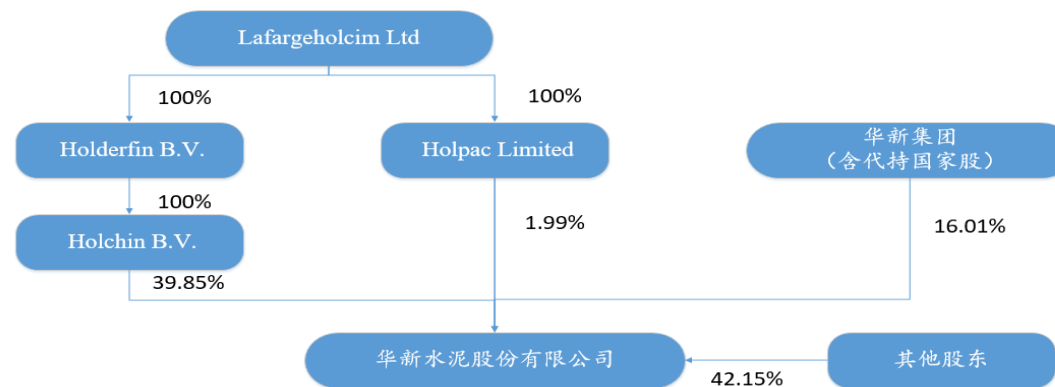 Lafargeholcim Ltd
100%
100%
Holderfin B.V.
Holpac Limited
华新集团
（含代持国家股）
100%
1.99%
16.01%
Holchin B.V.
39.85%
华新水泥股份有限公司
其他股东
42.15%